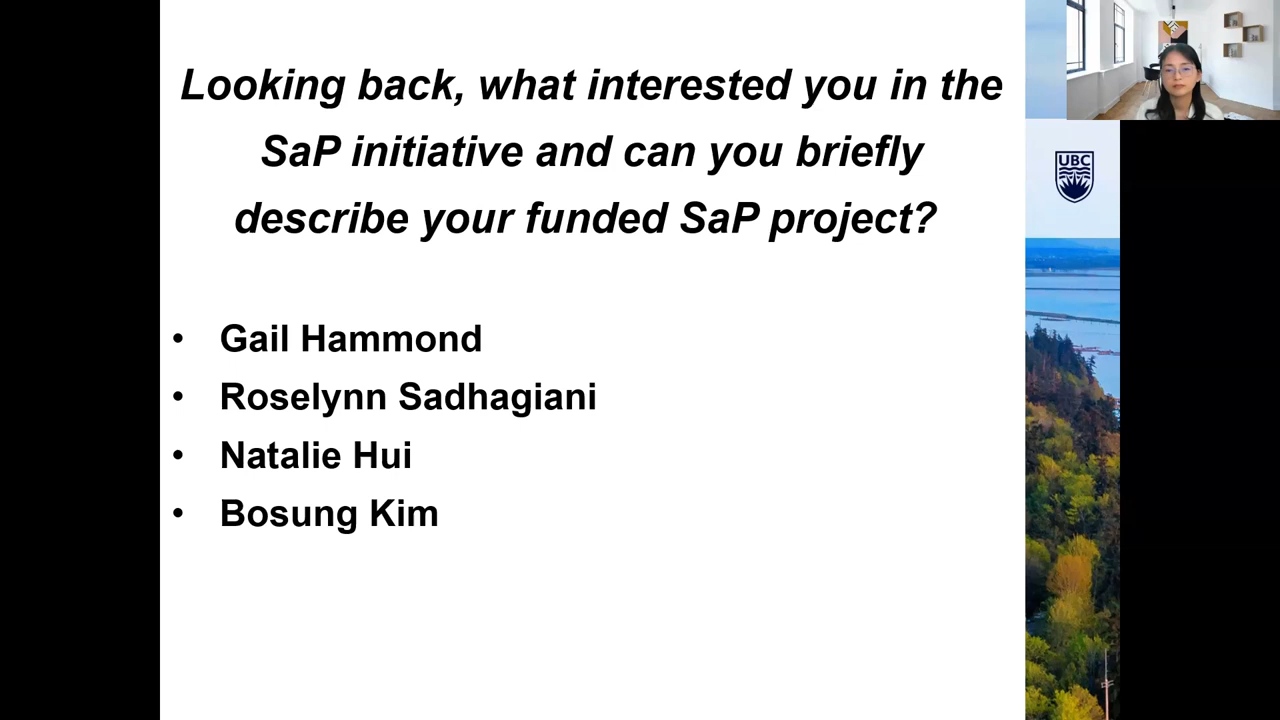 Looking back, what interested you in the
SaP initiative and can you briefly
describe your funded SaP project?
• Gail Hammond
• Roselynn Sadhagiani
• Natalie Hui
• Bosung Kim
UBC